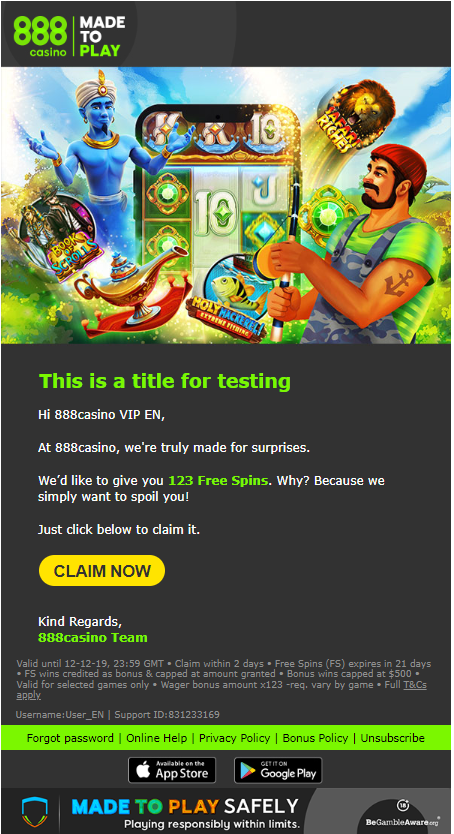 888
casino
MADE
TO
PLAY
K K 10
SAFARI
RICHES
J
10
BOOK
OF
SCROLLS
HOLY
MACKEREL!
EXTREME FISHING
This is a title for testing
Hi 888casino VIP EN,
At 888casino, we're truly made for surprises.
We’d like to give you 123 Free Spins. Why? Because we
simply want to spoil you!
Just click below to claim it.
CLAIM NOW
Kind Regards,
888casino Team
Valid until 12-12-19, 23:59 GMT • Claim within 2 days • Free Spins (FS) expires in 21 days
• FS wins credited as bonus & capped at amount granted • Bonus wins capped at $500 •
Valid for selected games only • Wager bonus amount x123 -req. vary by game • Full T&Cs
apply
Username:User_EN | Support ID:831233169
Forgot password | Online Help | Privacy Policy | Bonus Policy | Unsubscribe
Available on the
App Store
GET IT ON
Google Play
MADE TO PLAY SAFELY
Playing responsibly within limits.
18+
BeGambleAware.org